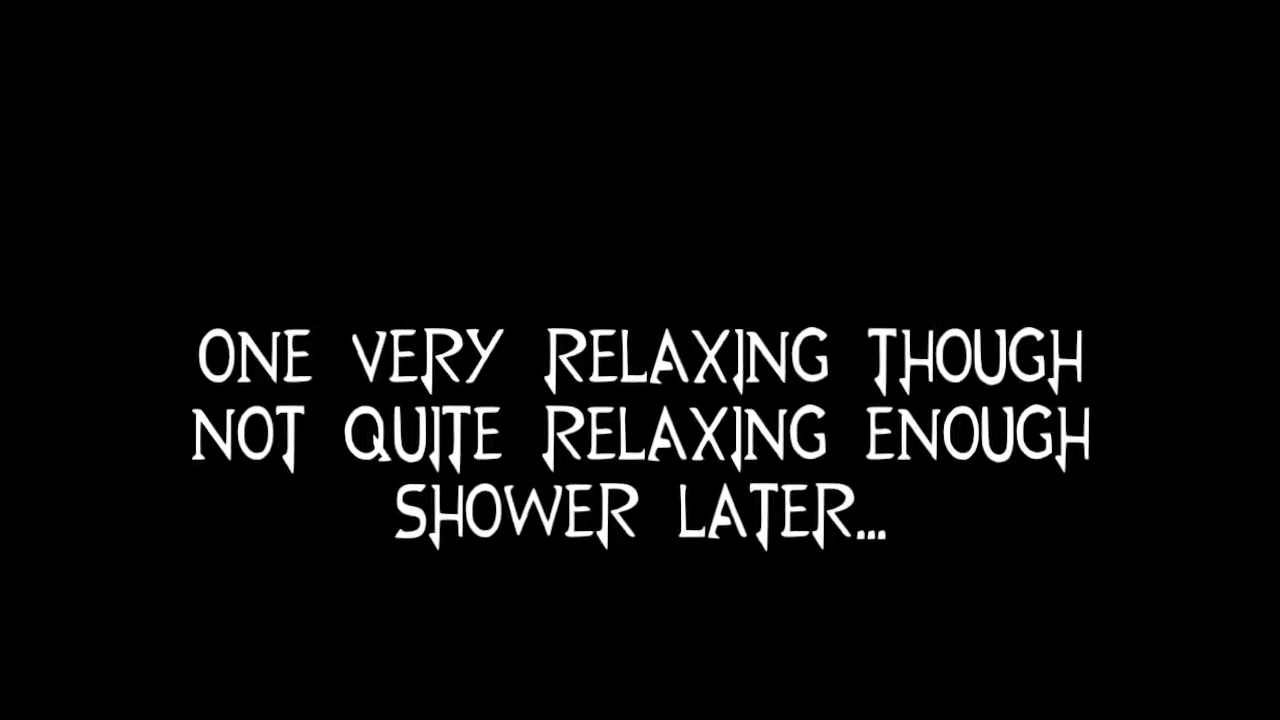 ONE VERY RELAXING THOUGH
NOT QUITE RELAXING ENOUGH
SHOWER LATER...